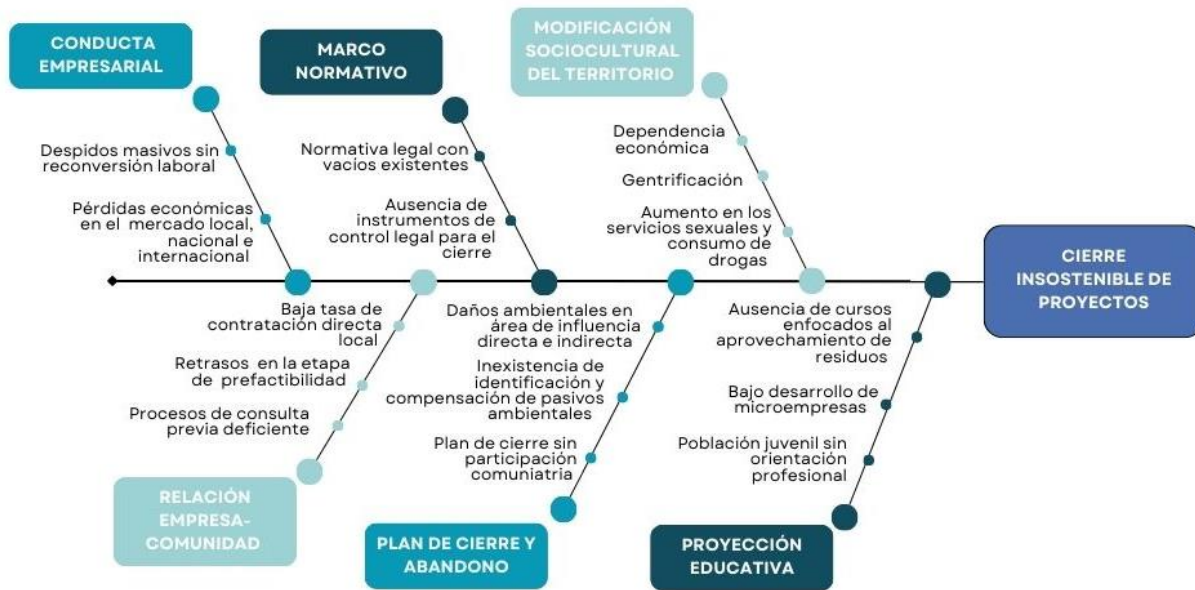 CONDUCTA
EMPRESARIAL
Despidos masivos sin
reconversión laboral
Pérdidas económicas
en el mercado local,
nacional e
internacional
MARCO
NORMATIVO
Normativa legal con
vacíos existentes
Ausencia de
instrumentos de
control legal para el
cierre
MODIFICACIÓN
SOCIOCULTURAL
DEL TERRITORIO
Dependencia
económica
Gentrificación
Aumento en los
servicios sexuales y
consumo de
drogas
CIERRE
INSOSTENIBLE DE
PROYECTOS
Baja tasa de
contratación directa
local
Retrasos en la etapa
de prefactibilidad
Procesos de consulta
previa deficiente
RELACIÓN
EMPRESA-
COMUNIDAD
Daños ambientales en
área de influencia
directa e indirecta
Inexistencia de
identificación y
compensación de pasivos
ambientales
Plan de cierre sin
participación
comuniatria
PLAN DE CIERRE Y
ABANDONO
Ausencia de cursos
enfocados al
aprovechamiento de
residuos
Bajo desarrollo de
microempresas
Población juvenil sin
orientación
profesional
PROYECCIÓN
EDUCATIVA